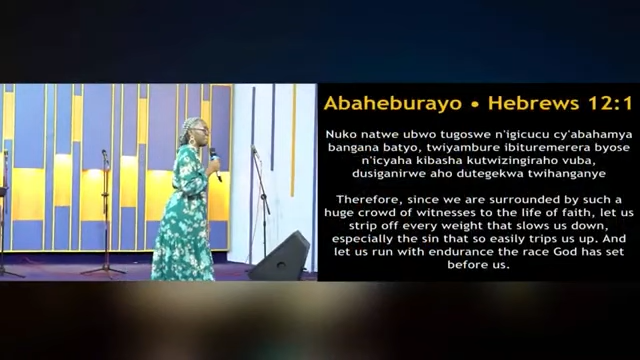 Abaheburayo • Hebrews 12:1
Nuko natwe ubwo tugoswe n'igicucu cy'abahamya
bangana batyo, twiyambure ibituremerera byose
n'icyaha kibasha kutwizingiraho vuba,
dusiganirwe aho dutegekwa twihanganye
Therefore, since we are surrounded by such a
huge crowd of witnesses to the life of faith, let us
strip off every weight that slows us down,
especially the sin that so easily trips us up. And
let us run with endurance the race God has set
before us.